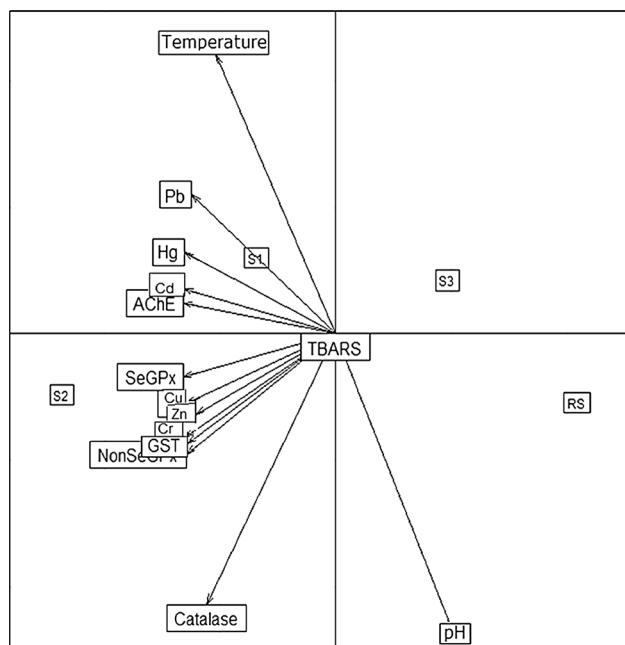 Temperature
Pb
Hg
S1
S3
Cd
AChE
TBARS
SeGPx
S2
Cu
RS
Zn
Cr
GST
NonSeGPx
Catalase
pH